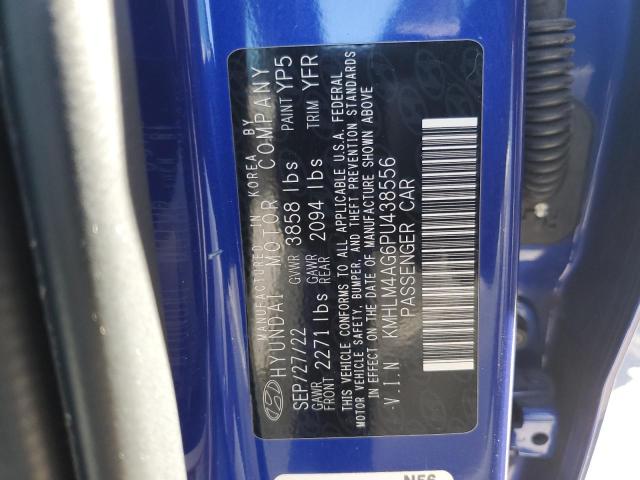 MANUFACTURED IN KOREA BY
HYUNDAI MOTOR COMPANY
SEP/27/22 GVWR 3858 lbs PAINT YP5
GAWR FRONT 2271 lbs GAWR REAR 2094 lbs TRIM YFR
THIS VEHICLE CONFORMS TO ALL APPLICABLE U.S.A. FEDERAL
MOTOR VEHICLE SAFETY, BUMPER, AND THEFT PREVENTION STANDARDS
IN EFFECT ON THE DATE OF MANUFACTURE SHOWN ABOVE
V.I.N KMHLM4AG6PU438556
PASSENGER CAR